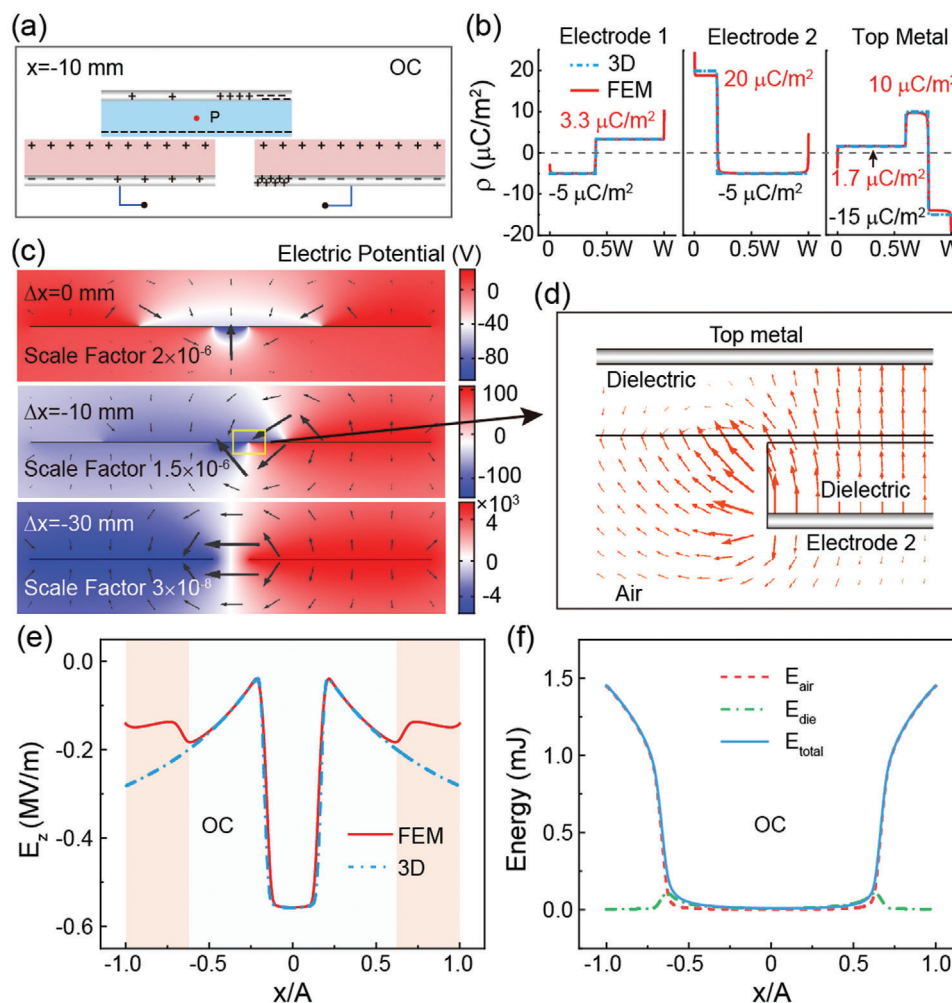 (a)
x=-10 mm
OC
P
(b)
Electrode 1
Electrode 2
Top Metal
3D
FEM
3.3 μC/m²
20 μC/m²
10 μC/m²
1.7 μC/m²
-5 μC/m²
-5 μC/m²
-15 μC/m²
ρ (μC/m²)
20
10
0
-10
-20
0 0.5W W
0 0.5W W
0 0.5W W
(c)
Electric Potential (V)
Δx=0 mm
Scale Factor 2×10⁻⁶
0
-40
-80
Δx=-10 mm
Scale Factor 1.5×10⁻⁶
100
0
-100
Δx=-30 mm
Scale Factor 3×10⁻⁸
×10³
4
0
-4
(d)
Top metal
Dielectric
Dielectric
Electrode 2
Air
(e)
E_z (MV/m)
0.0
-0.2
-0.4
-0.6
OC
FEM
3D
-1.0 -0.5 0 0.5 1.0
x/A
(f)
Energy (mJ)
1.5
1.0
0.5
0.0
E_air
E_die
E_total
OC
-1.0 -0.5 0 0.5 1.0
x/A